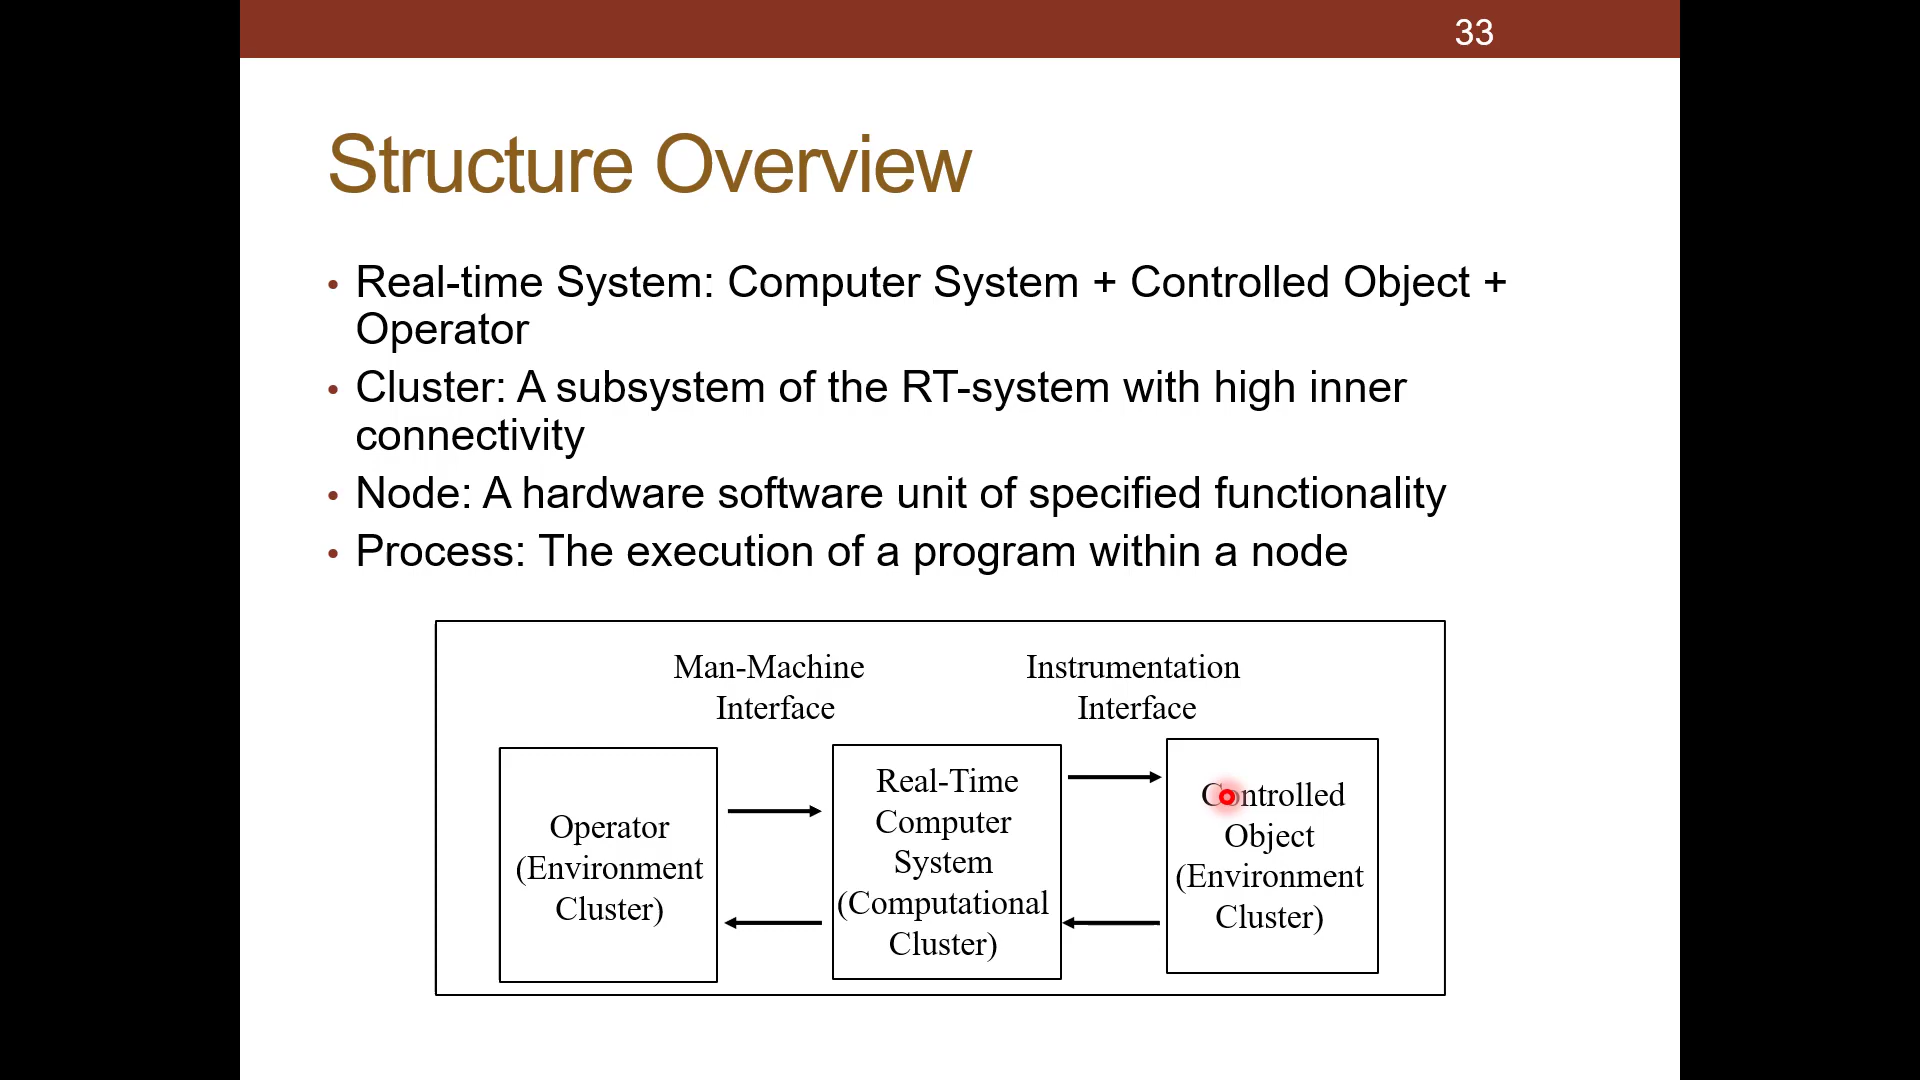 33
Structure Overview
• Real-time System: Computer System + Controlled Object +
Operator
• Cluster: A subsystem of the RT-system with high inner
connectivity
• Node: A hardware software unit of specified functionality
• Process: The execution of a program within a node
Man-Machine
Interface
Instrumentation
Interface
Operator
(Environment
Cluster)
Real-Time
Computer
System
(Computational
Cluster)
Controlled
Object
(Environment
Cluster)